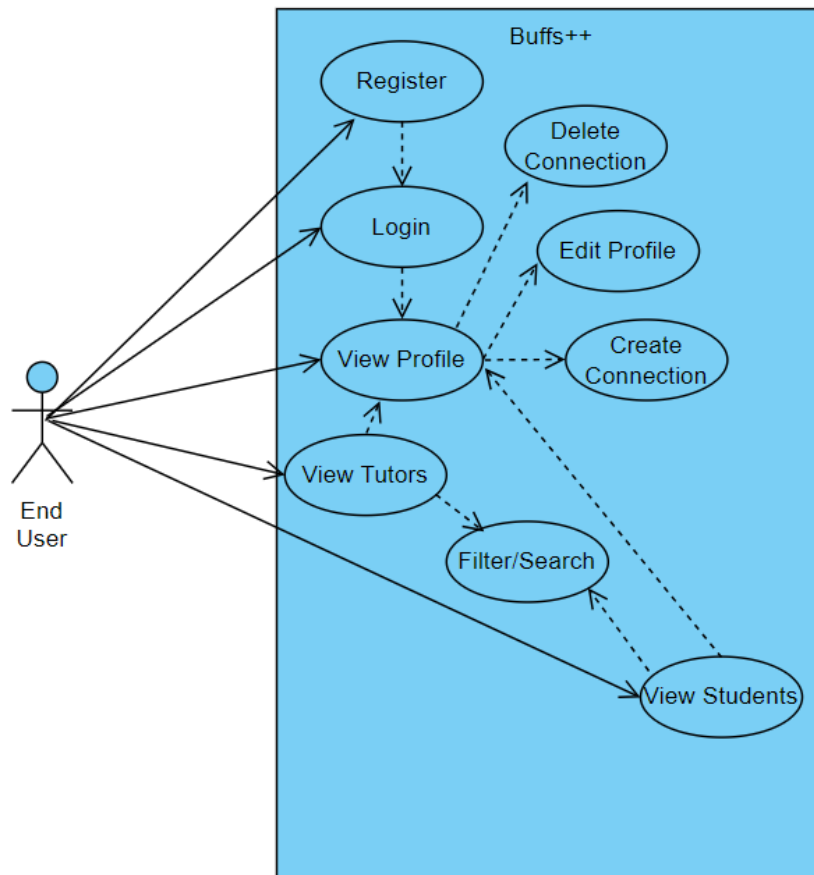 Buffs++
Register
Delete
Connection
Login
Edit Profile
View Profile
Create
Connection
View Tutors
End
User
Filter/Search
View Students